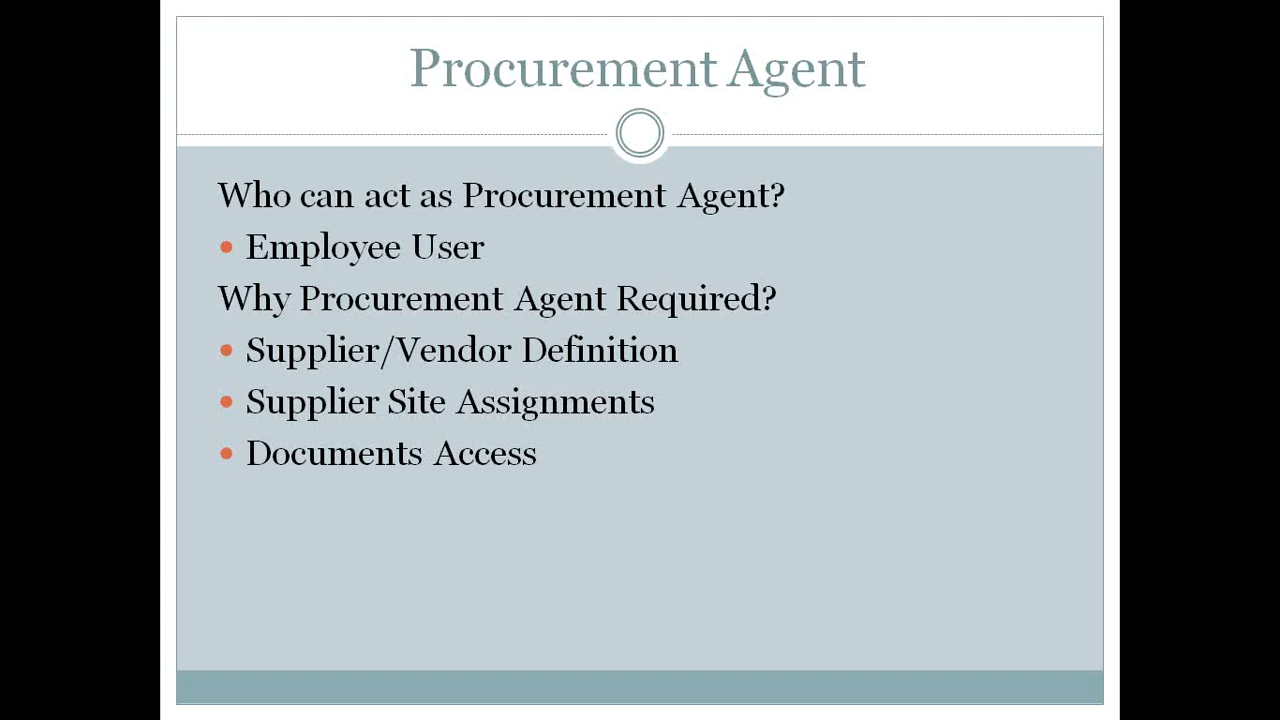 Procurement Agent
Who can act as Procurement Agent?
• Employee User
Why Procurement Agent Required?
• Supplier/Vendor Definition
• Supplier Site Assignments
• Documents Access